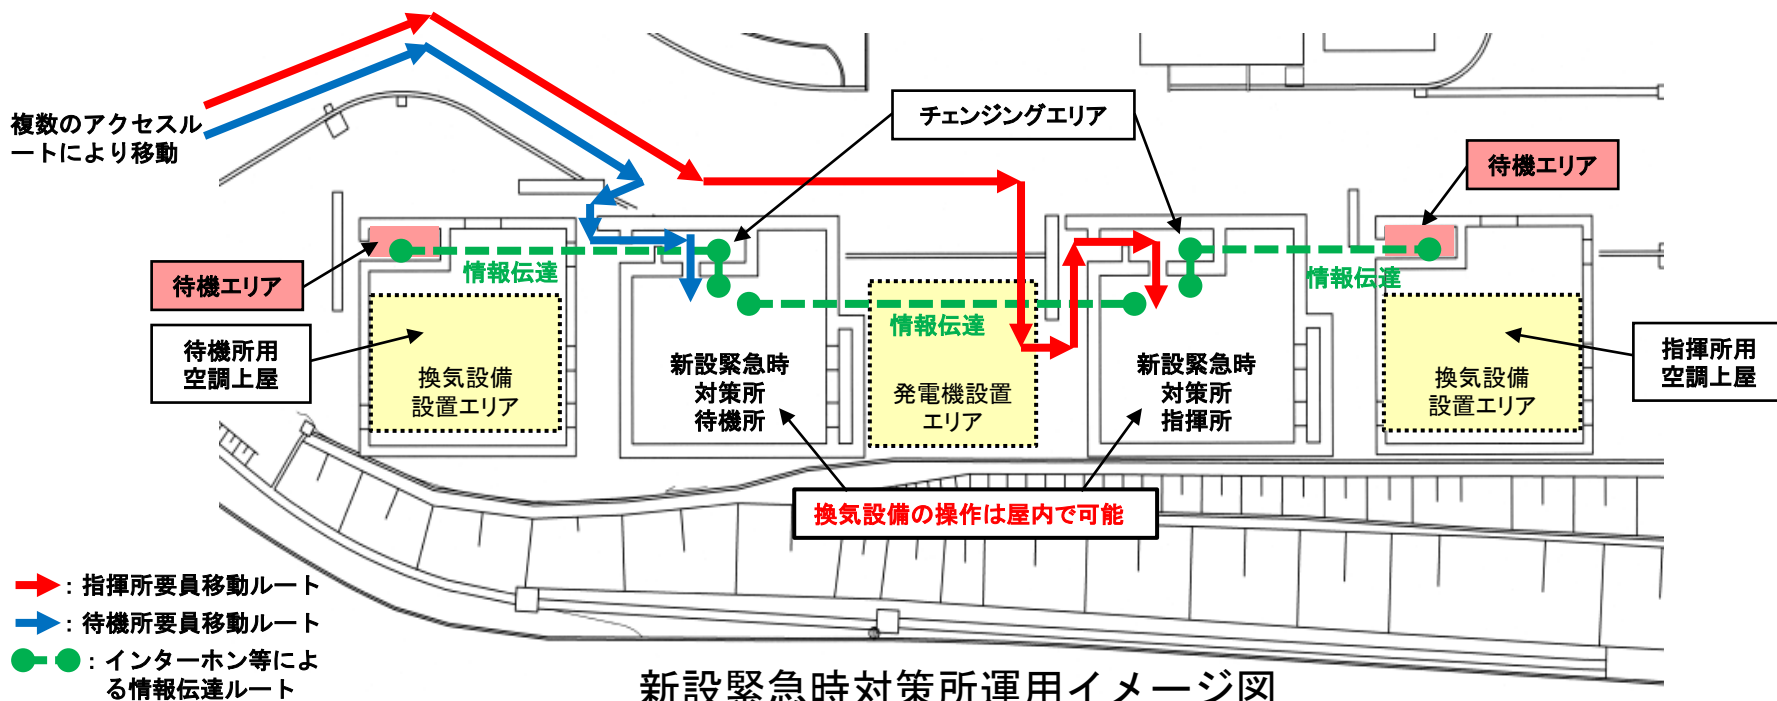 複数のアクセスル
ートにより移動
チェンジングエリア
待機エリア
待機エリア
情報伝達
情報伝達
情報伝達
待機所用
空調上屋
換気設備
設置エリア
新設緊急時
対策所
待機所
発電機設置
エリア
新設緊急時
対策所
指揮所
換気設備
設置エリア
指揮所用
空調上屋
換気設備の操作は屋内で可能
：指揮所要員移動ルート
：待機所要員移動ルート
：インターホン等によ
る情報伝達ルート
新設緊急時対策所運用イメージ図